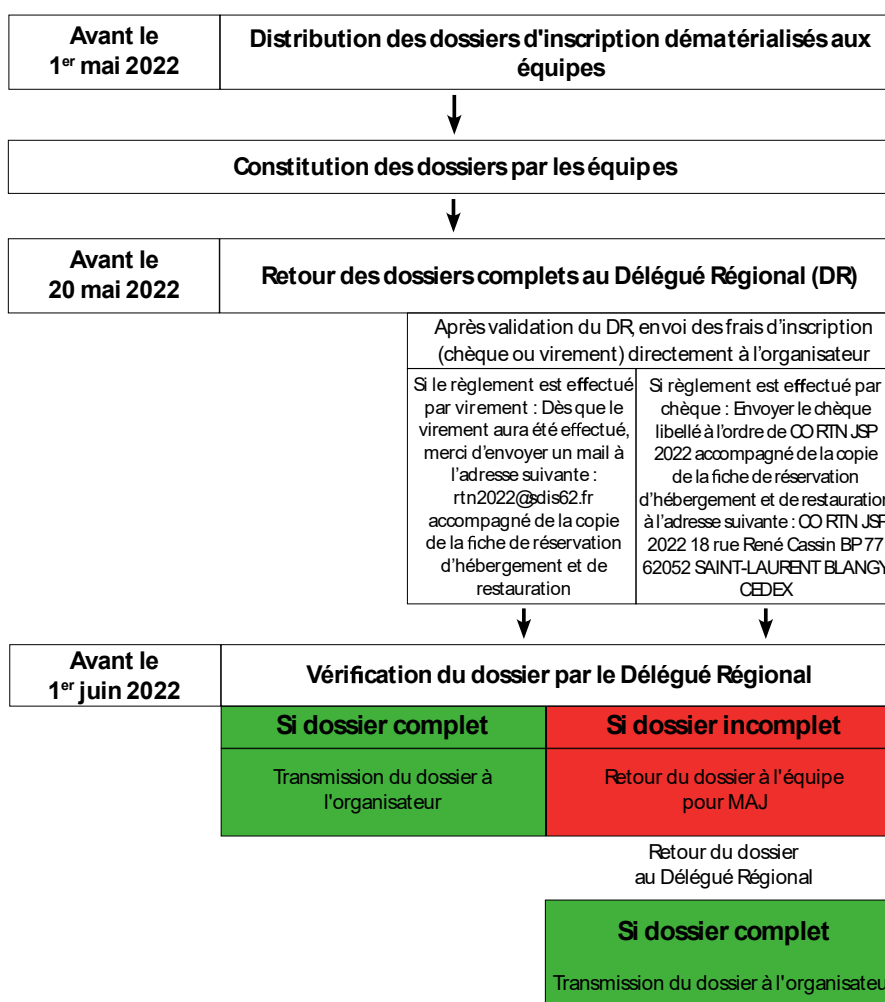 Avant le
1er mai 2022
Distribution des dossiers d'inscription dématérialisés aux
équipes
Constitution des dossiers par les équipes
Avant le
20 mai 2022
Retour des dossiers complets au Délégué Régional (DR)
Après validation du DR, envoi des frais d'inscription
(chèque ou virement) directement à l'organisateur
Si le règlement est effectué
par virement : Dès que le
virement aura été effectué,
merci d'envoyer un mail à
l'adresse suivante :
rtn2022@sdis62.fr
accompagné de la copie
de la fiche de réservation
d'hébergement et de
restauration
Si règlement est effectué par
chèque : Envoyer le chèque
libellé à l'ordre de CO RTN JSP
2022 accompagné de la copie
de la fiche de réservation
d'hébergement et de restauration
à l'adresse suivante : CO RTN JSP
2022 18 rue René Cassin BP 77
62052 SAINT-LAURENT BLANGY
CEDEX
Avant le
1er juin 2022
Vérification du dossier par le Délégué Régional
Si dossier complet
Transmission du dossier à
l'organisateur
Si dossier incomplet
Retour du dossier à l'équipe
pour MAJ
Retour du dossier
au Délégué Régional
Si dossier complet
Transmission du dossier à l'organisateur